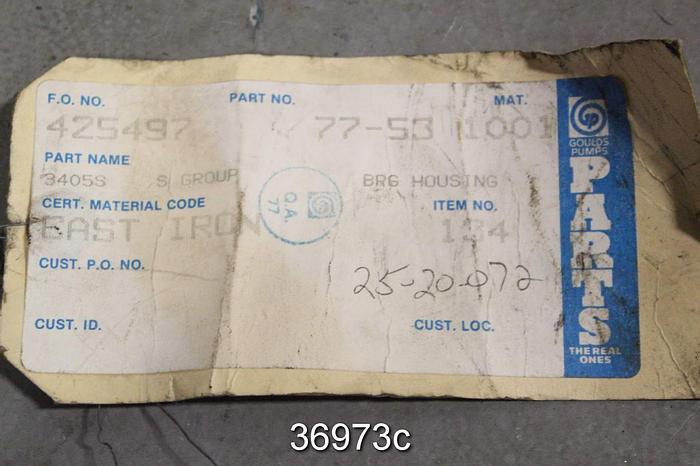 F.O. NO. PART NO. MAT.
425497 77-53 1001
PART NAME
3405S S GROUP BRG HOUSING
CERT. MATERIAL CODE ITEM NO.
CAST IRON 134
Q.A.
77
CUST. P.O. NO.
25-20-072
CUST. ID. CUST. LOC.
GOULDS
PUMPS
PARTS
THE REAL
ONES
36973c